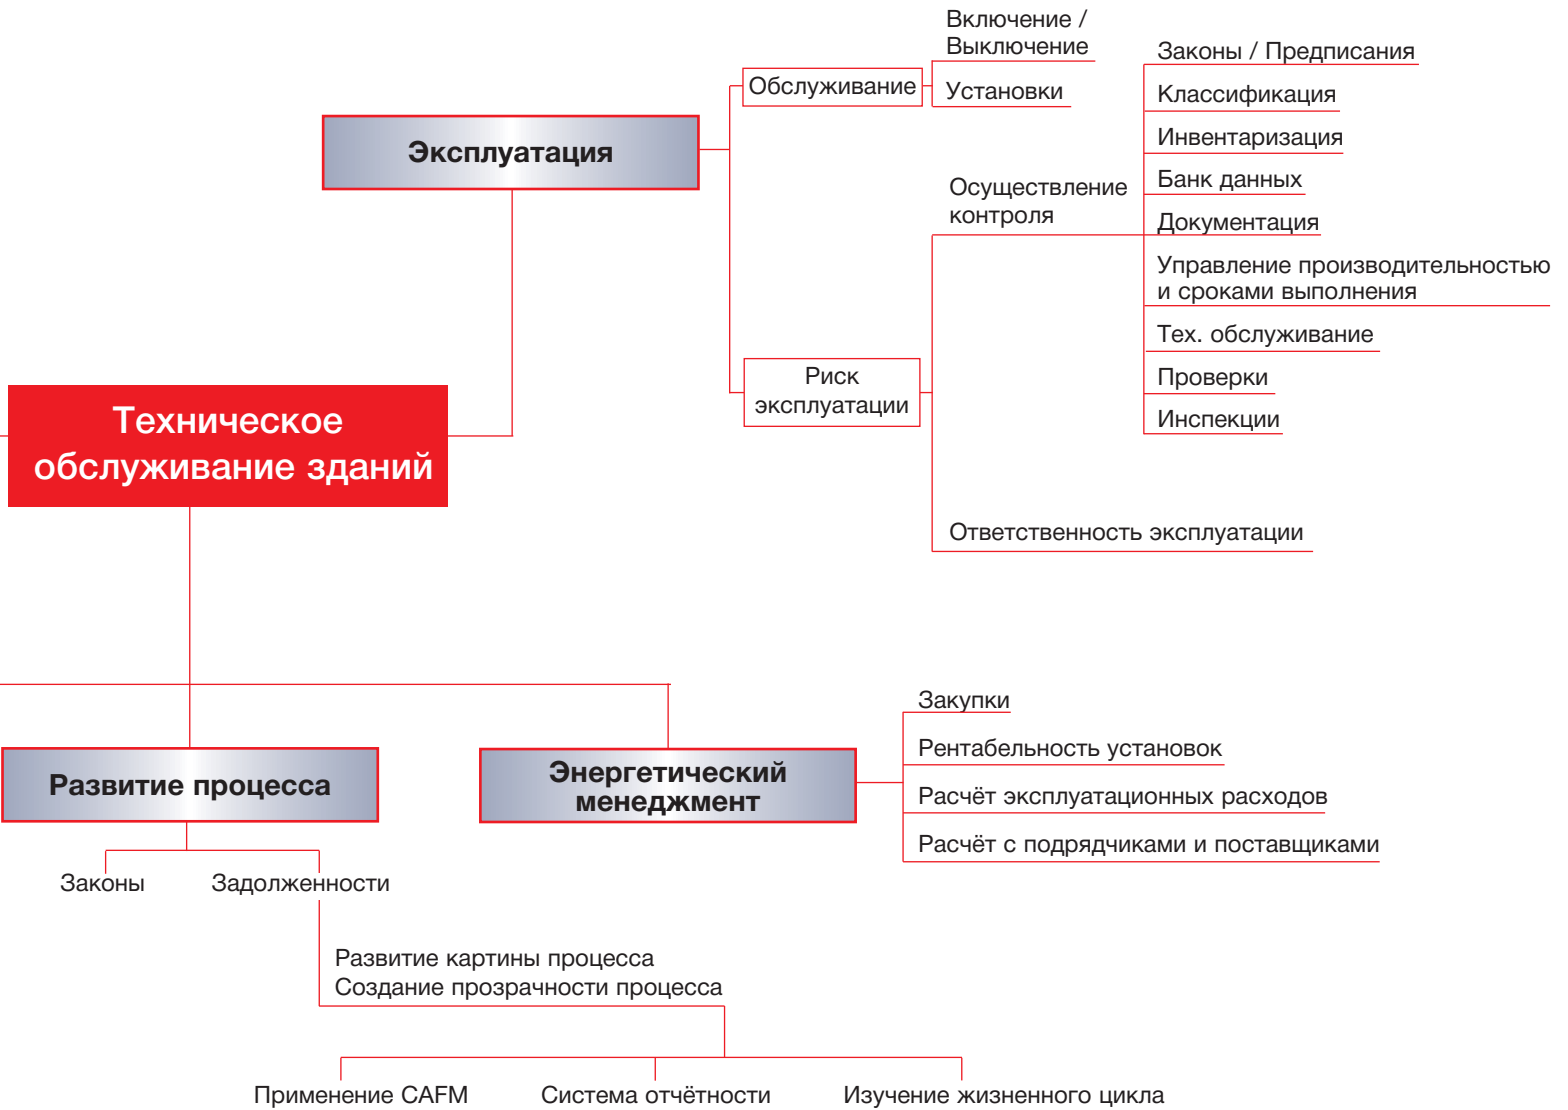 Включение /
Выключение
Установки
Обслуживание
Эксплуатация
Законы / Предписания
Классификация
Инвентаризация
Банк данных
Документация
Управление производительностью
и сроками выполнения
Тех. обслуживание
Проверки
Инспекции
Осуществление
контроля
Риск
эксплуатации
Ответственность эксплуатации
Техническое
обслуживание зданий
Развитие процесса
Энергетический
менеджмент
Закупки
Рентабельность установок
Расчёт эксплуатационных расходов
Расчёт с подрядчиками и поставщиками
Законы
Задолженности
Развитие картины процесса
Создание прозрачности процесса
Применение CAFM
Система отчётности
Изучение жизненного цикла